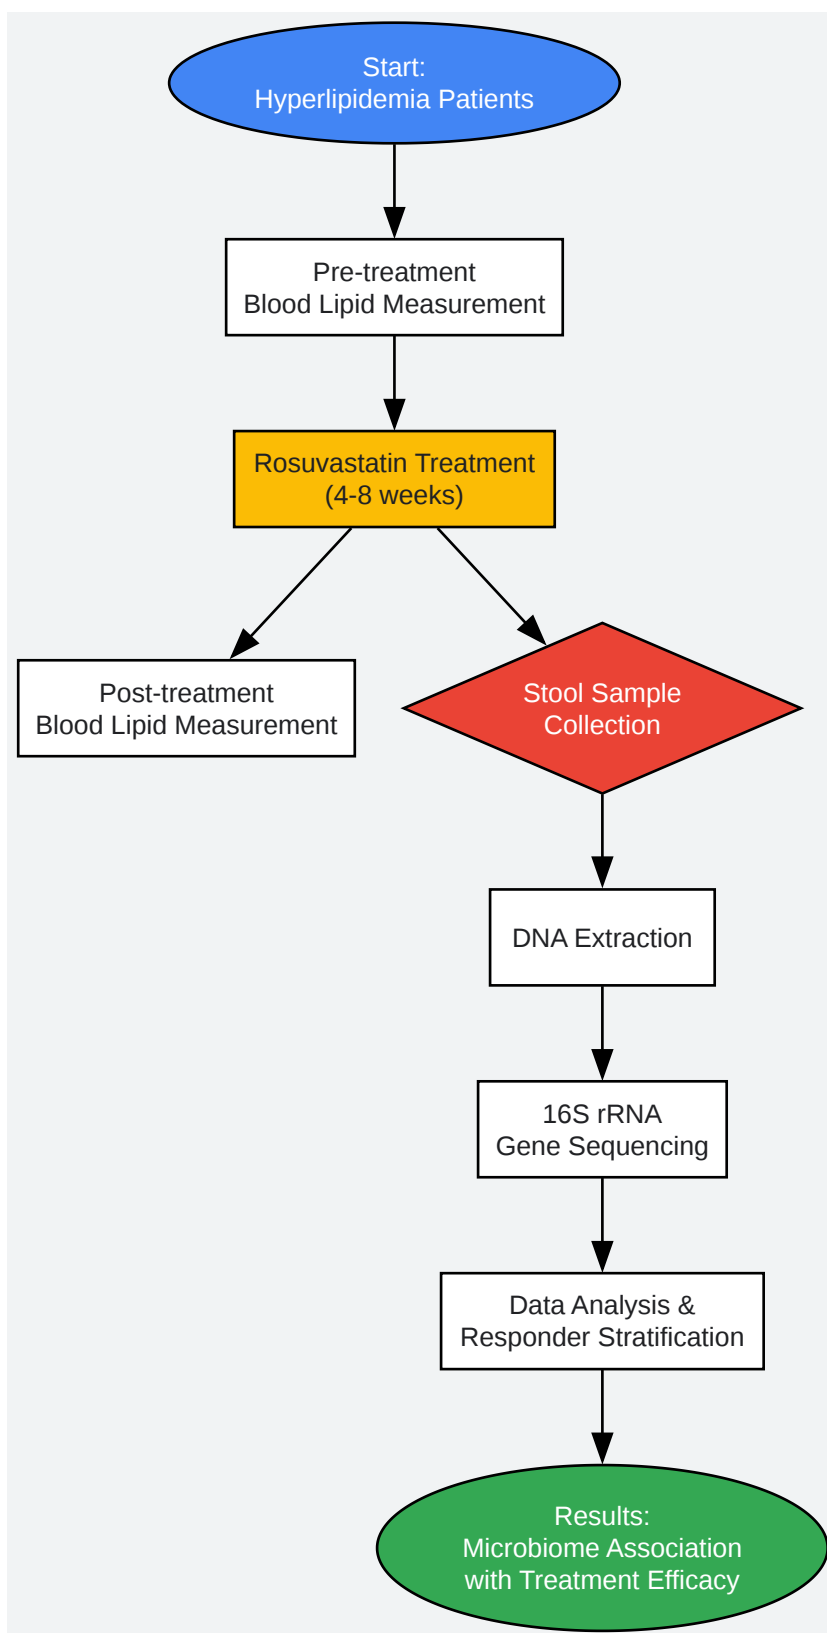 Start:
Hyperlipidemia Patients
Pre-treatment
Blood Lipid Measurement
Rosuvastatin Treatment
(4-8 weeks)
Post-treatment
Blood Lipid Measurement
Stool Sample
Collection
DNA Extraction
16S rRNA
Gene Sequencing
Data Analysis &
Responder Stratification
Results:
Microbiome Association
with Treatment Efficacy